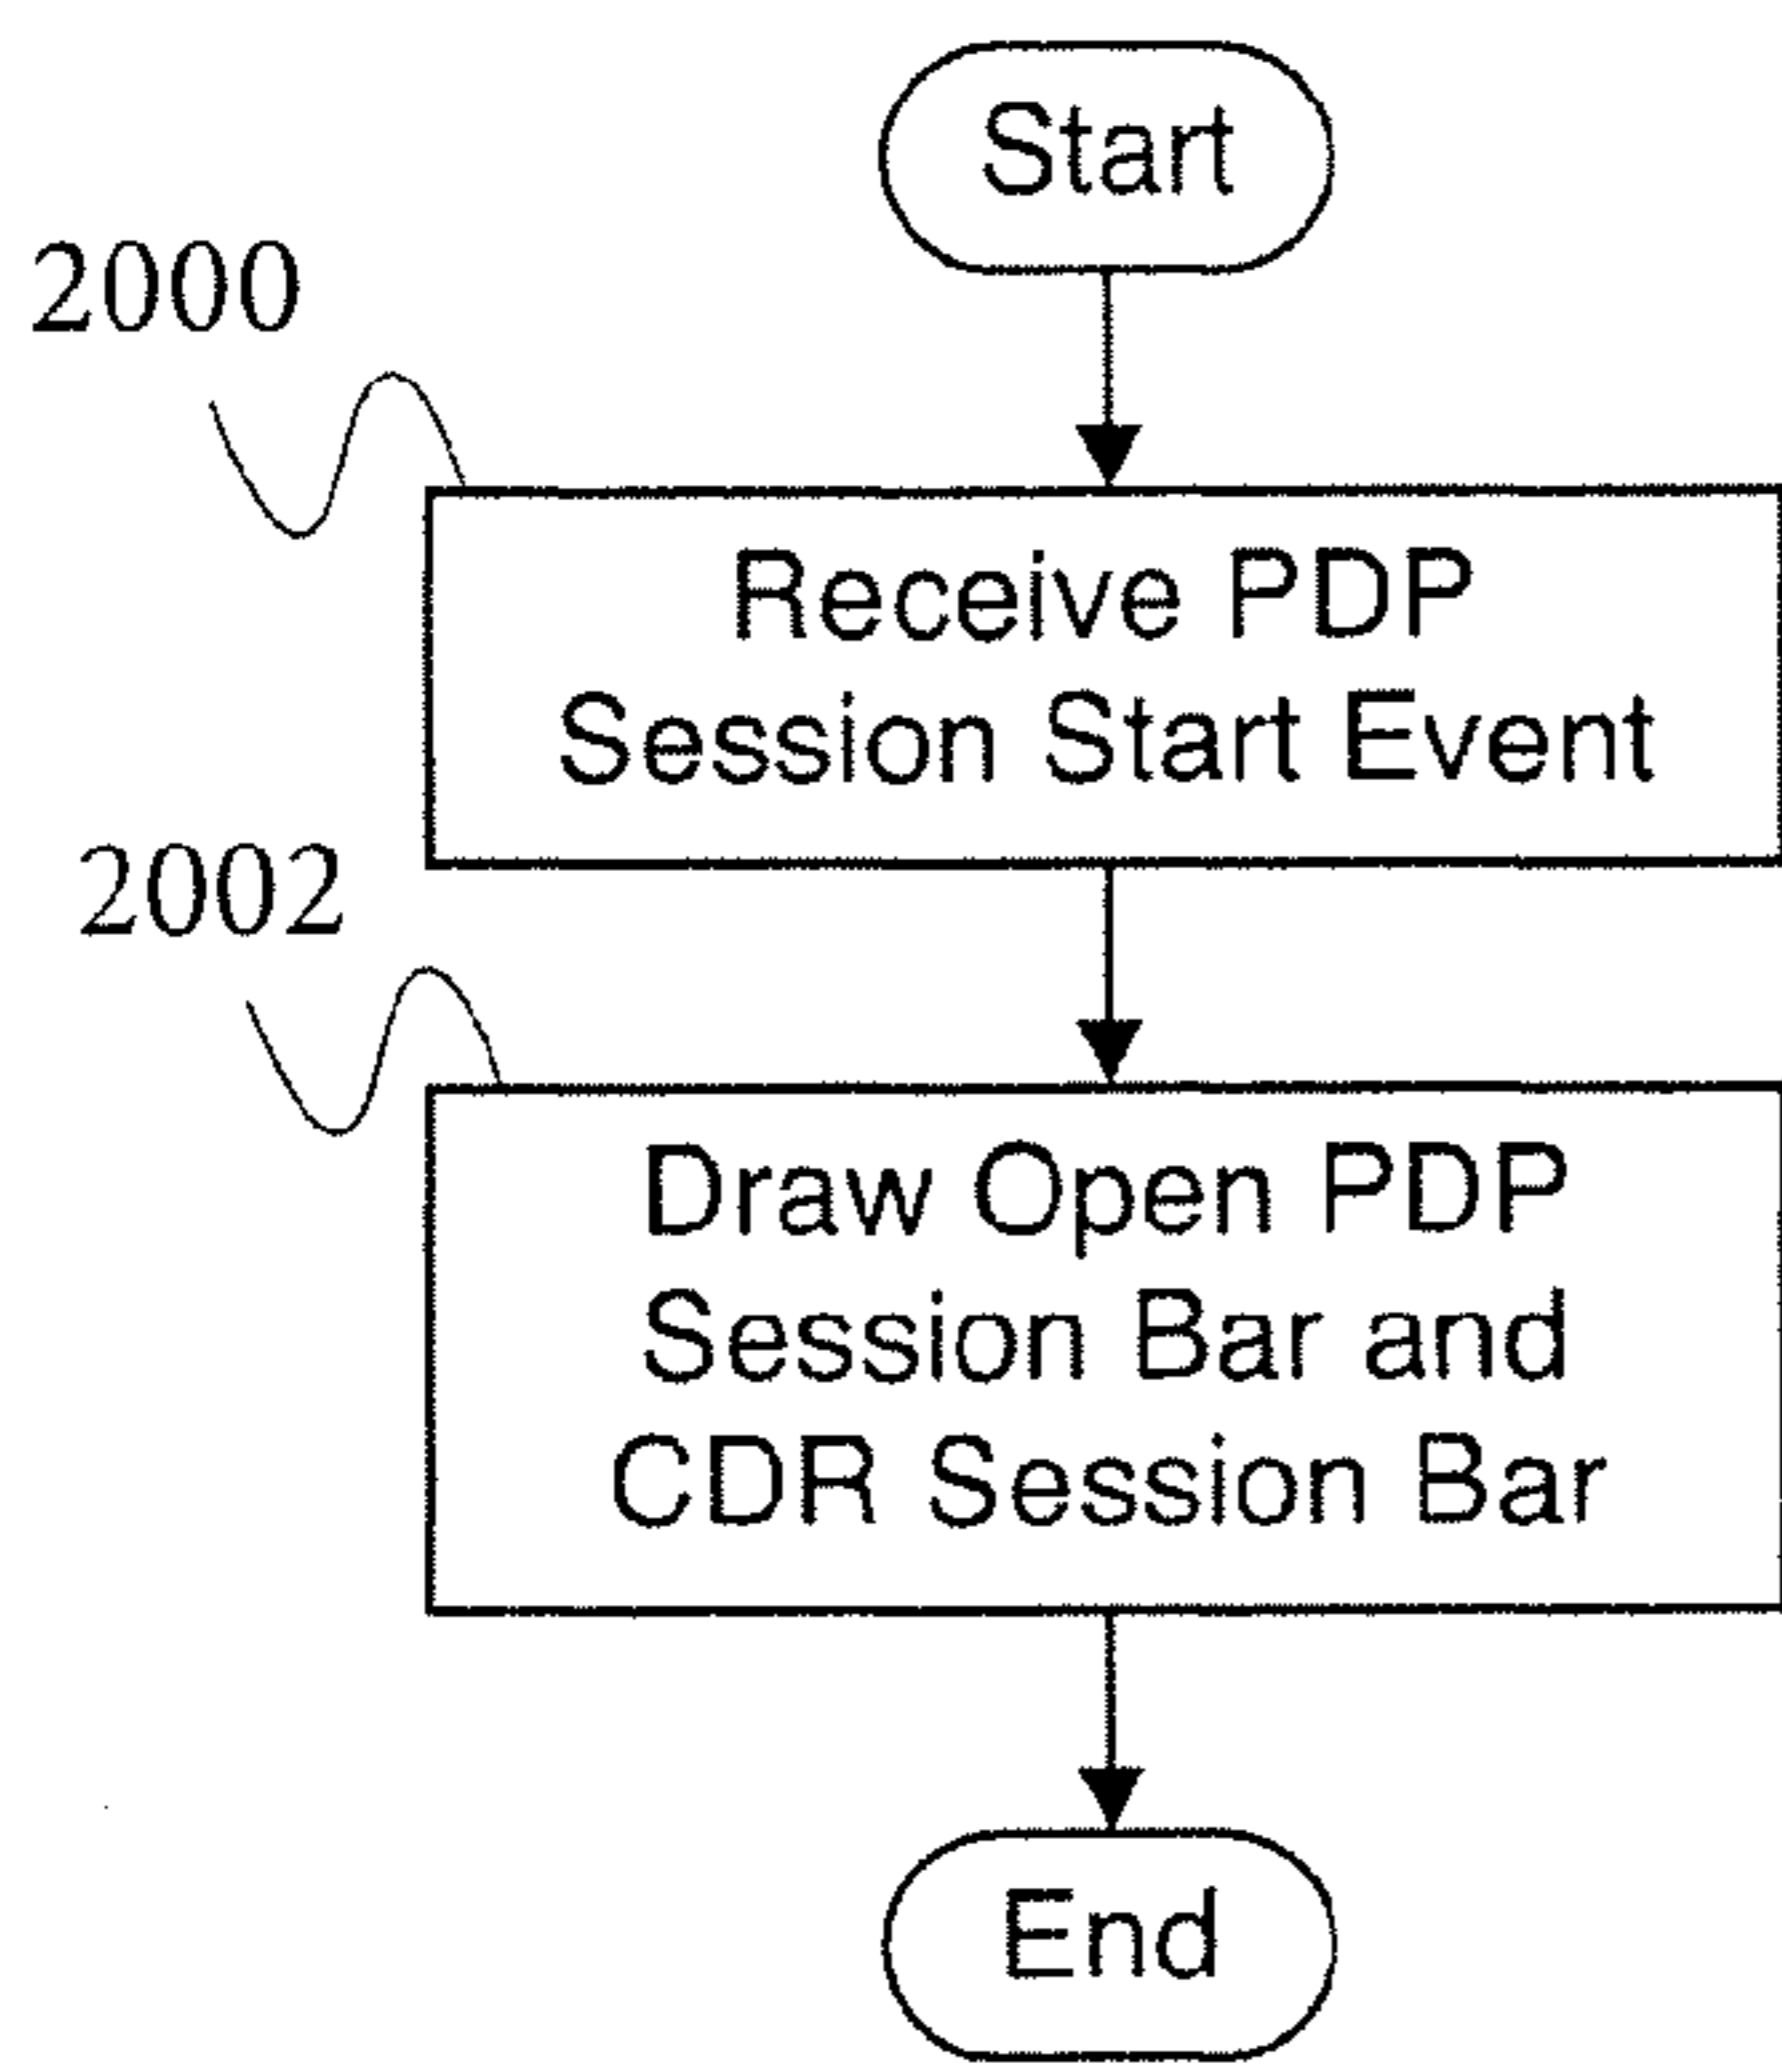 Start
2000
Receive PDP
Session Start Event
2002
Draw Open PDP
Session Bar and
CDR Session Bar
End